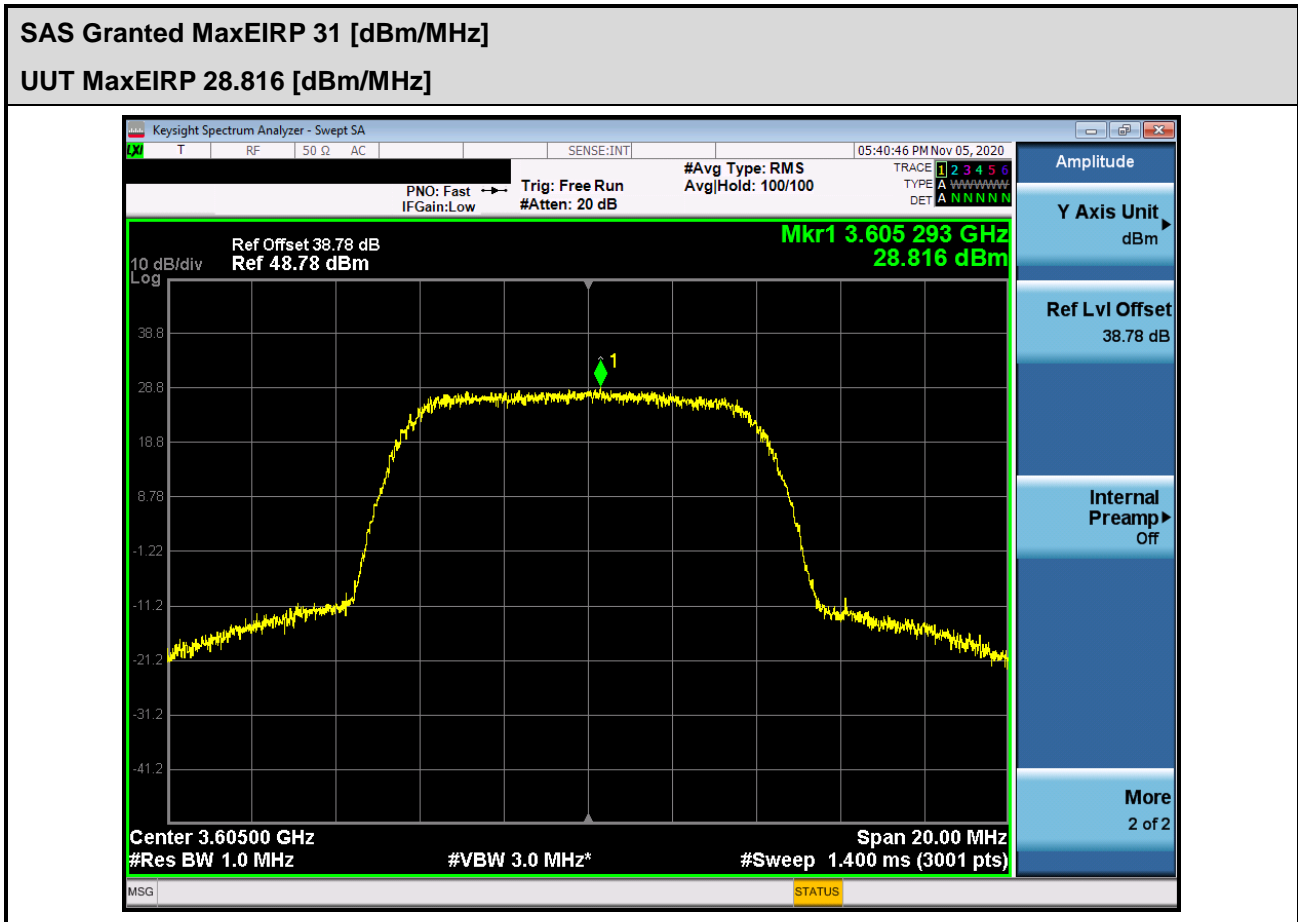 SAS Granted MaxEIRP 31 [dBm/MHz]
UUT MaxEIRP 28.816 [dBm/MHz]
Keysight Spectrum Analyzer - Swept SA
LXI T RF 50 Ω AC SENSE:INT 05:40:46 PM Nov 05, 2020
PNO: Fast
IFGain:Low
Trig: Free Run
#Atten: 20 dB
#Avg Type: RMS
Avg|Hold: 100/100
TRACE 1 2 3 4 5 6
TYPE A WWWWW
DET A N N N N N
Mkr1 3.605 293 GHz
28.816 dBm
Ref Offset 38.78 dB
10 dB/div Ref 48.78 dBm
Log
1
38.8
28.8
18.8
8.78
-1.22
-11.2
-21.2
-31.2
-41.2
Center 3.60500 GHz Span 20.00 MHz
#Res BW 1.0 MHz #VBW 3.0 MHz* #Sweep 1.400 ms (3001 pts)
MSG STATUS
Amplitude
Y Axis Unit
dBm
Ref Lvl Offset
38.78 dB
Internal
Preamp
Off
More
2 of 2